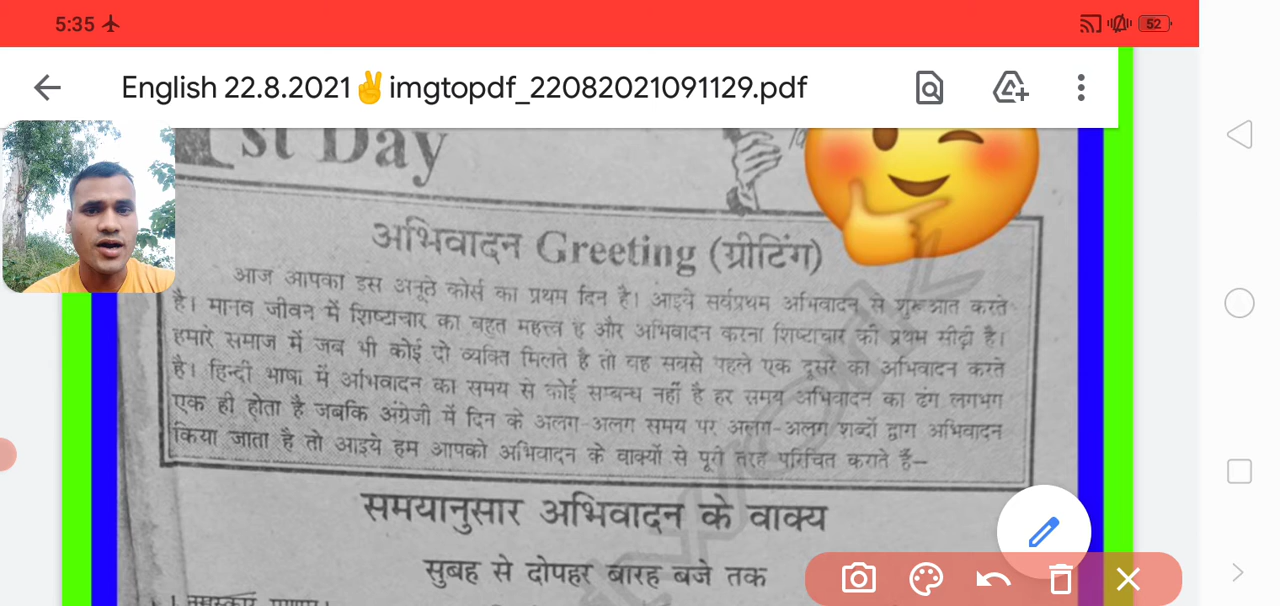 5:35
52
English 22.8.2021✌imgtopdf_22082021091129.pdf
1st Day
अभिवादन Greeting (ग्रीटिंग)
आज आपका इस अनूठे कोर्स का प्रथम दिन है। आइये सर्वप्रथम अभिवादन से शुरूआत करते
है। मानव जीवन में शिष्टाचार का बहुत महत्त्व है और अभिवादन करना शिष्टाचार की प्रथम सीढ़ी है।
हमारे समाज में जब भी कोई दो व्यक्ति मिलते है तो वह सबसे पहले एक दूसरे का अभिवादन करते
है। हिन्दी भाषा में अभिवादन का समय से कोई सम्बन्ध नहीं है हर समय अभिवादन का ढंग लगभग
एक ही होता है जबकि अंग्रेजी में दिन के अलग-अलग समय पर अलग-अलग शब्दों द्वारा अभिवादन
किया जाता है तो आइये हम आपको अभिवादन के वाक्यों से पूरी तरह परिचित कराते हैं–
समयानुसार अभिवादन के वाक्य
सुबह से दोपहर बारह बजे तक